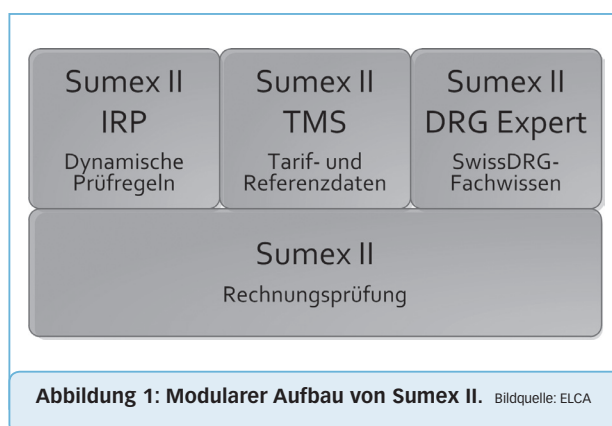 Sumex II
IRP
Dynamische
Prüfregeln
Sumex II
TMS
Tarif- und
Referenzdaten
Sumex II
DRG Expert
SwissDRG-
Fachwissen
Sumex II
Rechnungsprüfung
Abbildung 1: Modularer Aufbau von Sumex II. Bildquelle: ELCA